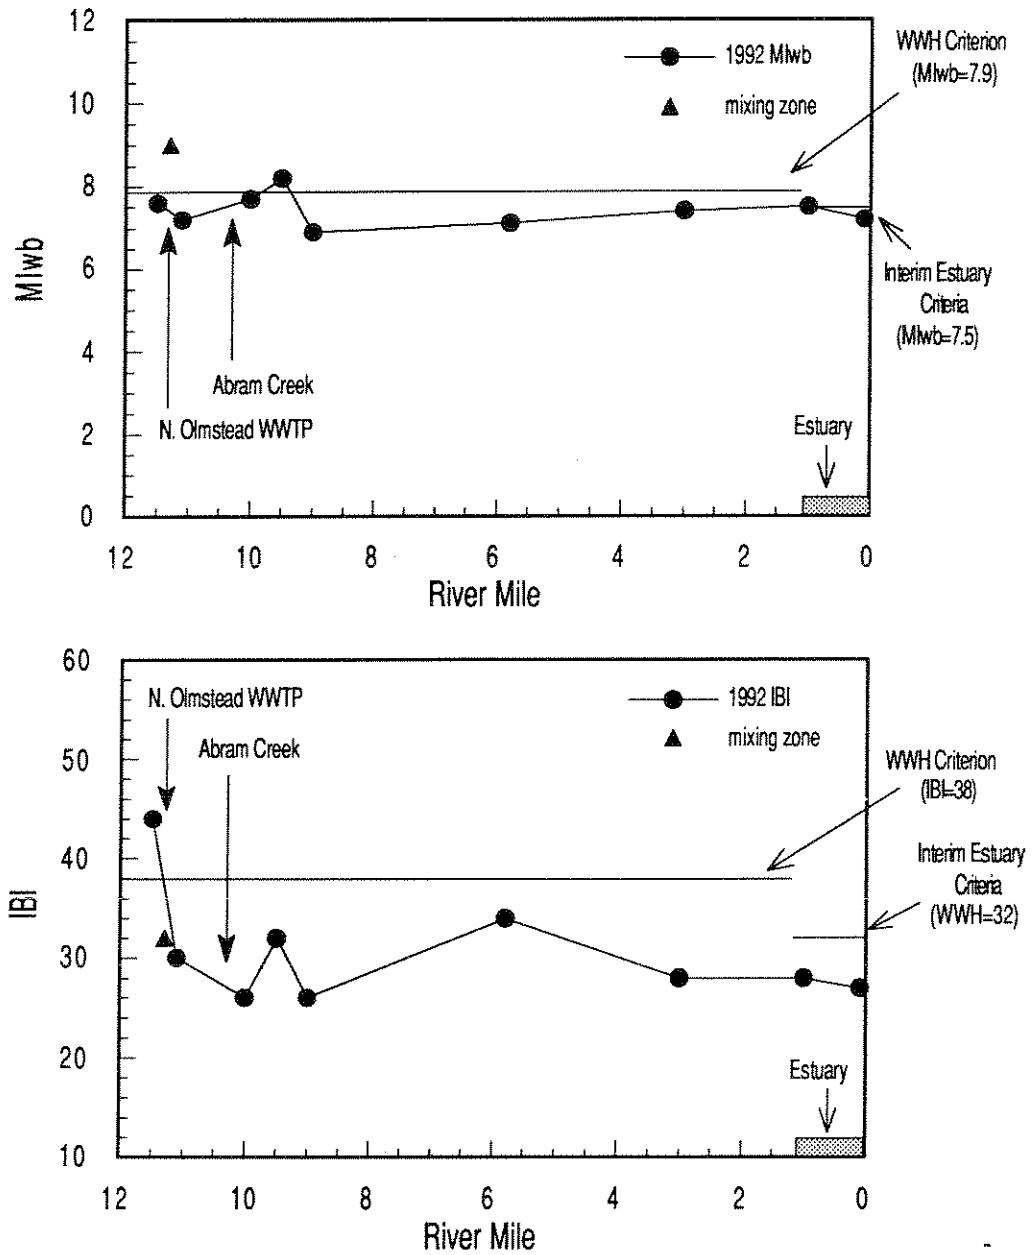 12
10
8
6
4
2
0
MIwb
1992 MIwb
mixing zone
WWH Criterion
(MIwb=7.9)
Interim Estuary
Criteria
(MIwb=7.5)
Abram Creek
N. Olmstead WWTP
Estuary
12 10 8 6 4 2 0
River Mile
60
50
40
30
20
10
IBI
N. Olmstead WWTP
Abram Creek
1992 IBI
mixing zone
WWH Criterion
(IBI=38)
Interim Estuary
Criteria
(WWH=32)
Estuary
12 10 8 6 4 2 0
River Mile